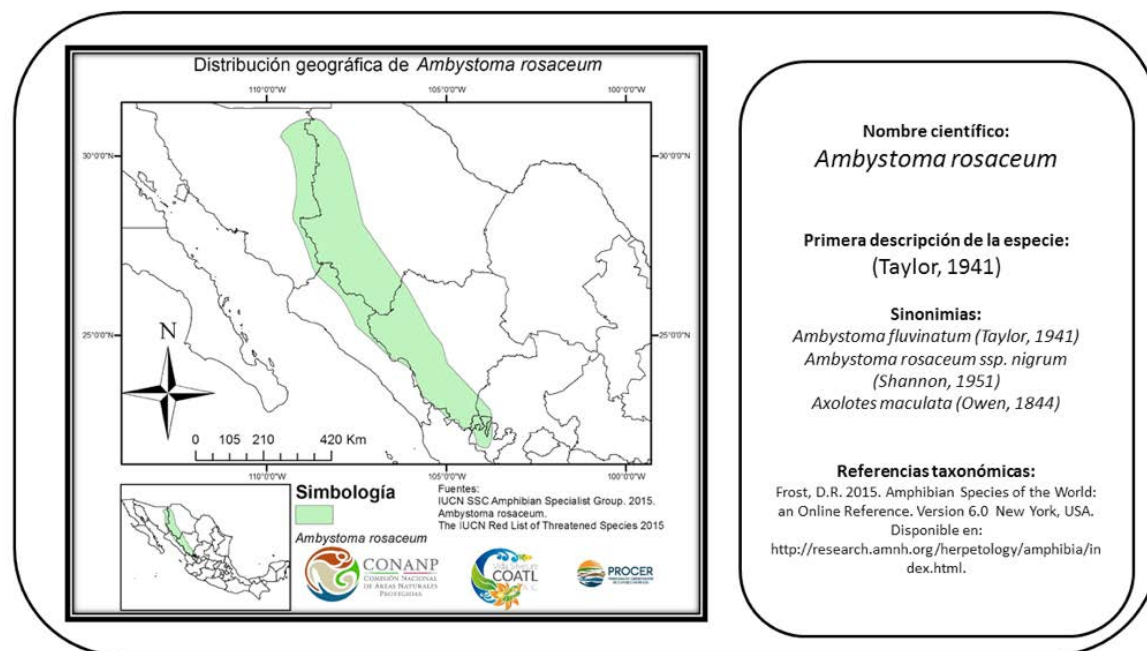 Distribución geográfica de Ambystoma rosaceum
110°0'0"W
105°0'0"W
100°0'0"W
30°0'0"N
30°0'0"N
25°0'0"N
25°0'0"N
N
0 105 210 420 Km
110°0'0"W
105°0'0"W
100°0'0"W
Simbología
Ambystoma rosaceum
Fuentes:
IUCN SSC Amphibian Specialist Group. 2015.
Ambystoma rosaceum.
The IUCN Red List of Threatened Species 2015
CONANP
COMISIÓN NACIONAL
DE ÁREAS NATURALES
PROTEGIDAS
COATL
PROCER
Nombre científico:
Ambystoma rosaceum
Primera descripción de la especie:
(Taylor, 1941)
Sinonimias:
Ambystoma fluvinatum (Taylor, 1941)
Ambystoma rosaceum ssp. nigrum
(Shannon, 1951)
Axolotes maculata (Owen, 1844)
Referencias taxonómicas:
Frost, D.R. 2015. Amphibian Species of the World:
an Online Reference. Version 6.0 New York, USA.
Disponible en:
http://research.amnh.org/herpetology/amphibia/in
dex.html.